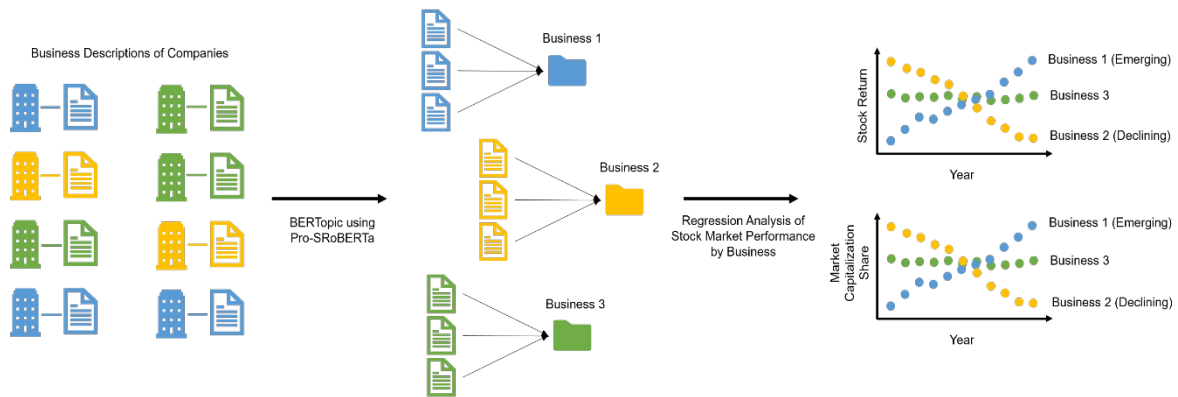 Business Descriptions of Companies
BERTopic using
Pro-SRoBERTa
Business 1
Business 2
Business 3
Regression Analysis of
Stock Market Performance
by Business
Stock Return
Business 1 (Emerging)
Business 3
Business 2 (Declining)
Year
Market
Capitalization
Share
Business 1 (Emerging)
Business 3
Business 2 (Declining)
Year